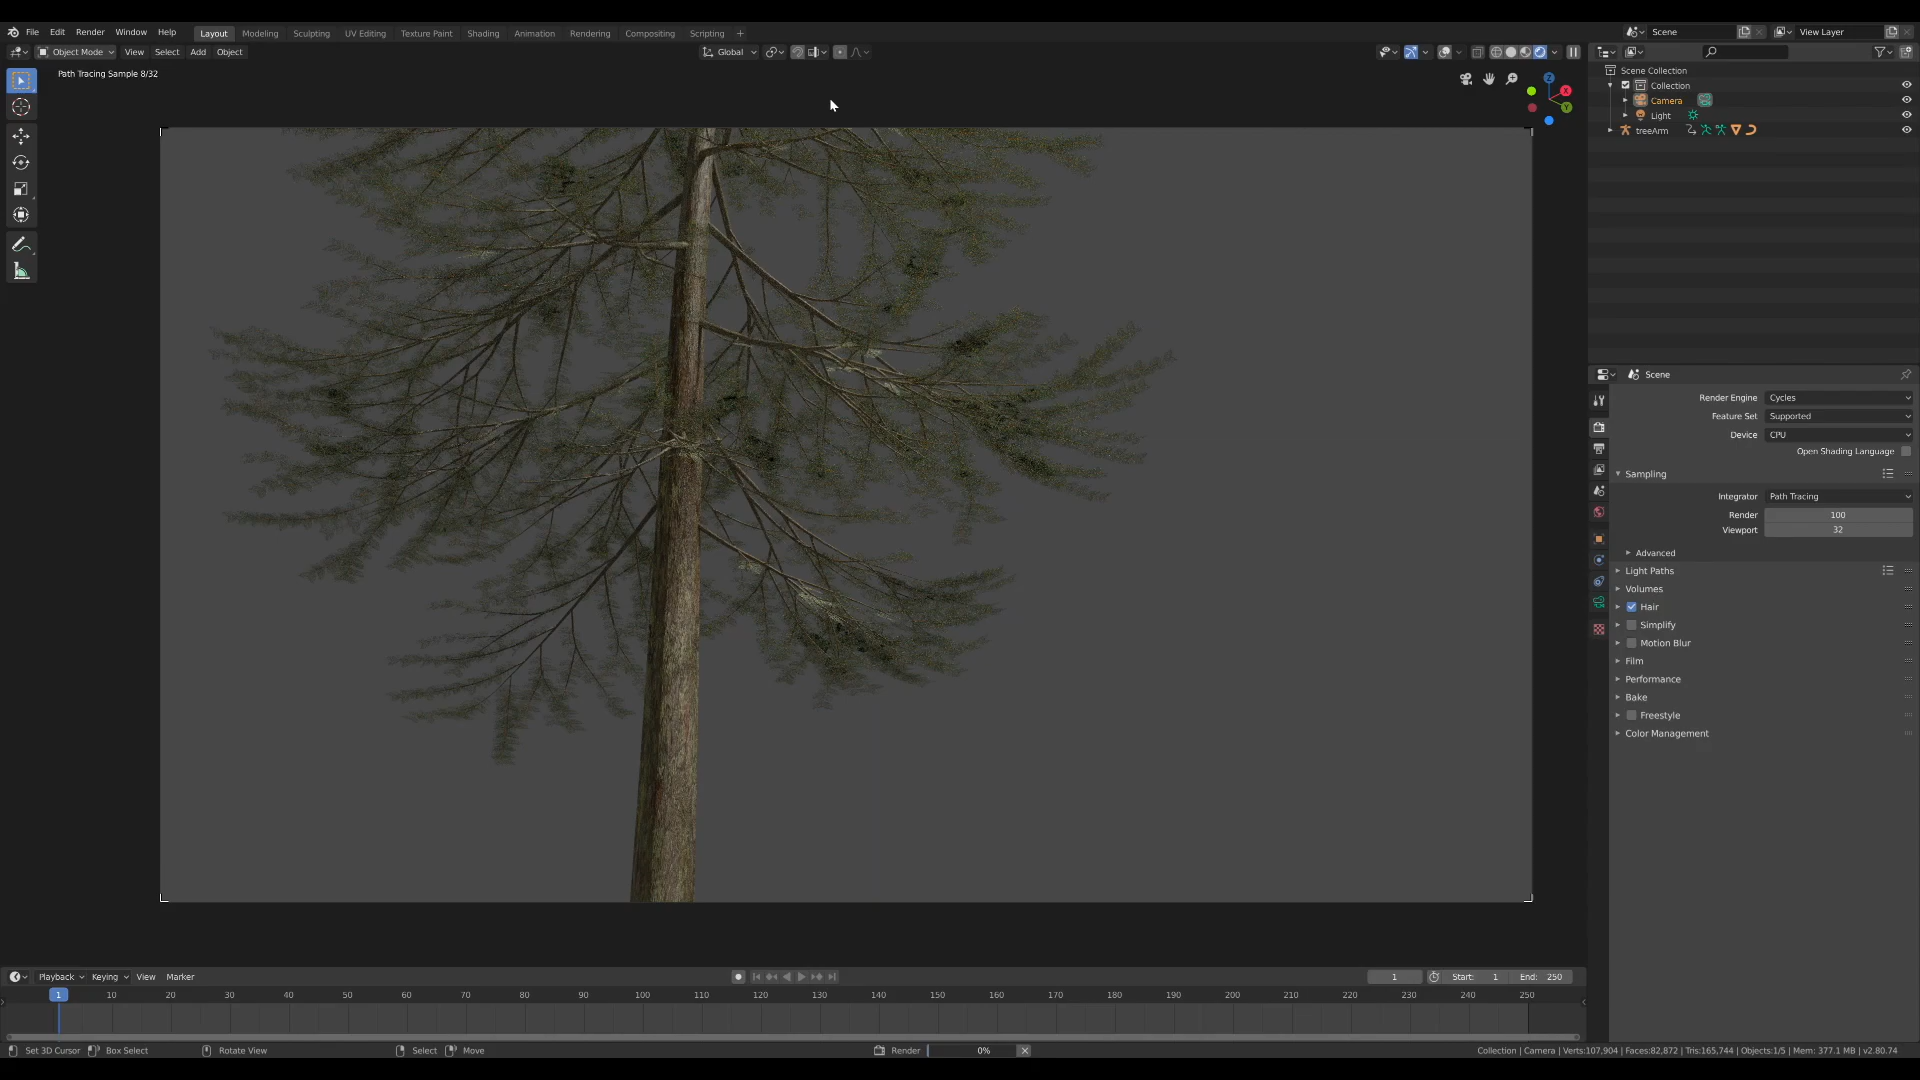 File Edit Render Window Help Layout Modeling Sculpting UV Editing Texture Paint Shading Animation Rendering Compositing Scripting + Scene View Layer
Object Mode View Select Add Object Global
Path Tracing Sample 8/32
Z
X
Y
Scene Collection
Collection
Camera
Light
treeArm
Scene
Render Engine Cycles
Feature Set Supported
Device CPU
Open Shading Language
Sampling
Integrator Path Tracing
Render 100
Viewport 32
Advanced
Light Paths
Volumes
Hair
Simplify
Motion Blur
Film
Performance
Bake
Freestyle
Color Management
Playback Keying View Marker 1 Start: 1 End: 250
1 10 20 30 40 50 60 70 80 90 100 110 120 130 140 150 160 170 180 190 200 210 220 230 240 250
Set 3D Cursor Box Select Rotate View Select Move Render 0% Collection | Camera | Verts:107,904 | Faces:82,872 | Tris:165,744 | Objects:1/5 | Mem: 377.1 MB | v2.80.74